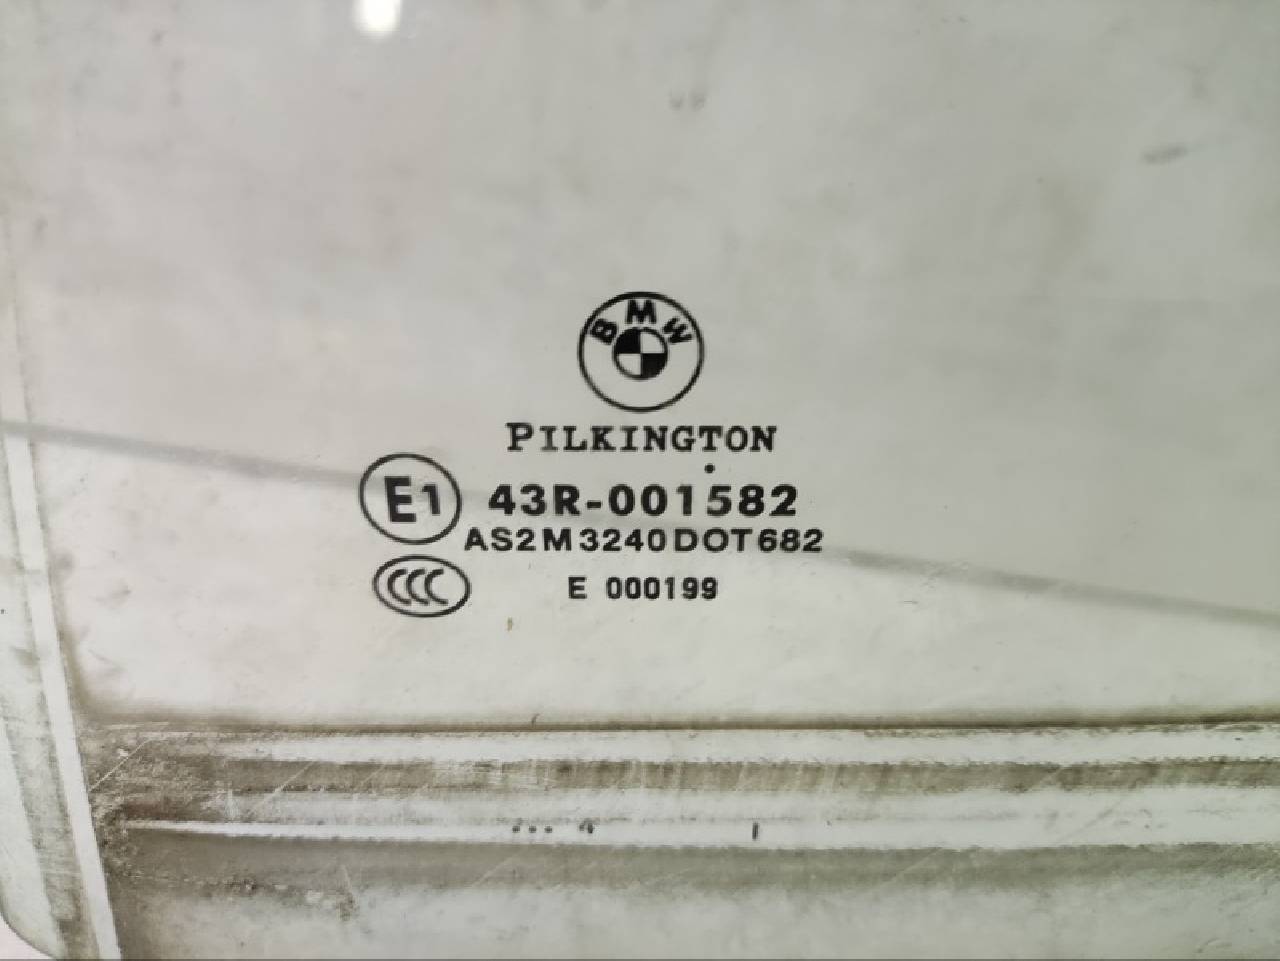 BMW
PILKINGTON
E1 43R-001582
AS2 M3240 DOT 682
CCC E 000199